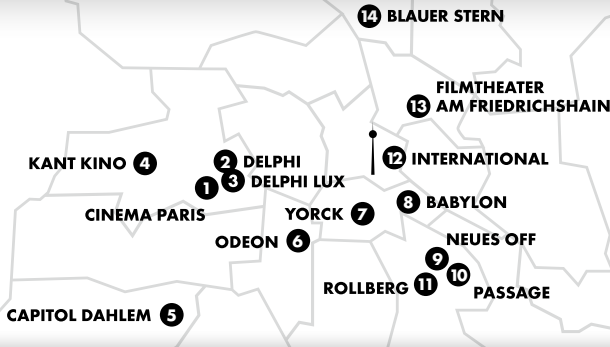 14 BLAUER STERN
FILMTHEATER
13 AM FRIEDRICHSHAIN
12 INTERNATIONAL
KANT KINO 4
2 DELPHI
3 DELPHI LUX
1
CINEMA PARIS
8 BABYLON
YORCK 7
ODEON 6
NEUES OFF
9
10
ROLLBERG 11
PASSAGE
CAPITOL DAHLEM 5